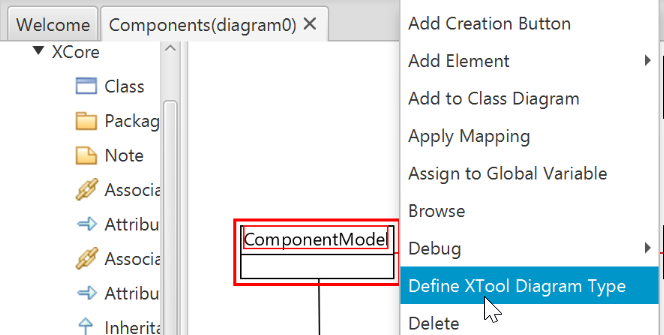 Welcome
Components(diagram0)
XCore
Class
Packag
Note
Associa
Attribu
Associa
Attribu
Inherita
ComponentModel
Add Creation Button
Add Element
Add to Class Diagram
Apply Mapping
Assign to Global Variable
Browse
Debug
Define XTool Diagram Type
Delete